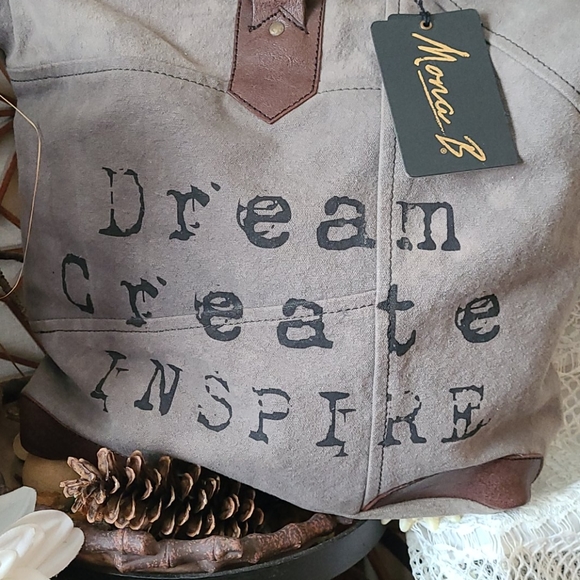 Mona B.
Dream
Create
INSPIRE